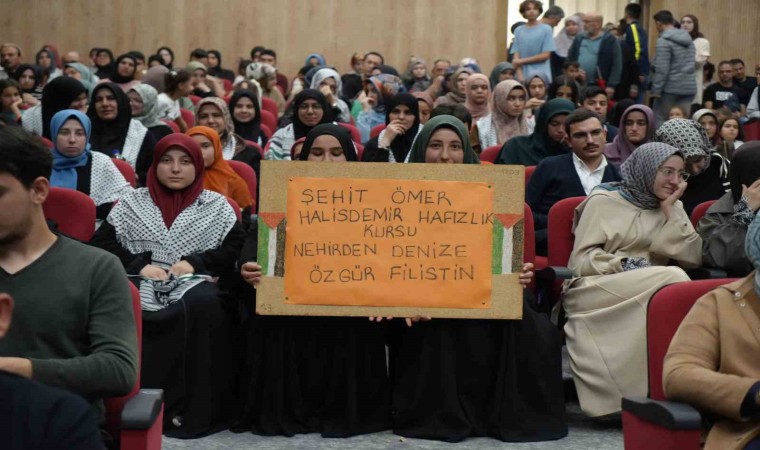 ŞEHİT ÖMER
HALİSDEMİR HAFIZLIK
KURSU
NEHİRDEN DENİZE
ÖZGÜR FİLİSTİN